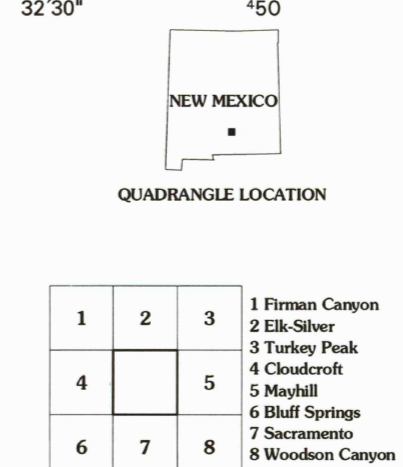 32'30" ⁴50
NEW MEXICO
QUADRANGLE LOCATION
1 2 3
4 5
6 7 8
1 Firman Canyon
2 Elk-Silver
3 Turkey Peak
4 Cloudcroft
5 Mayhill
6 Bluff Springs
7 Sacramento
8 Woodson Canyon